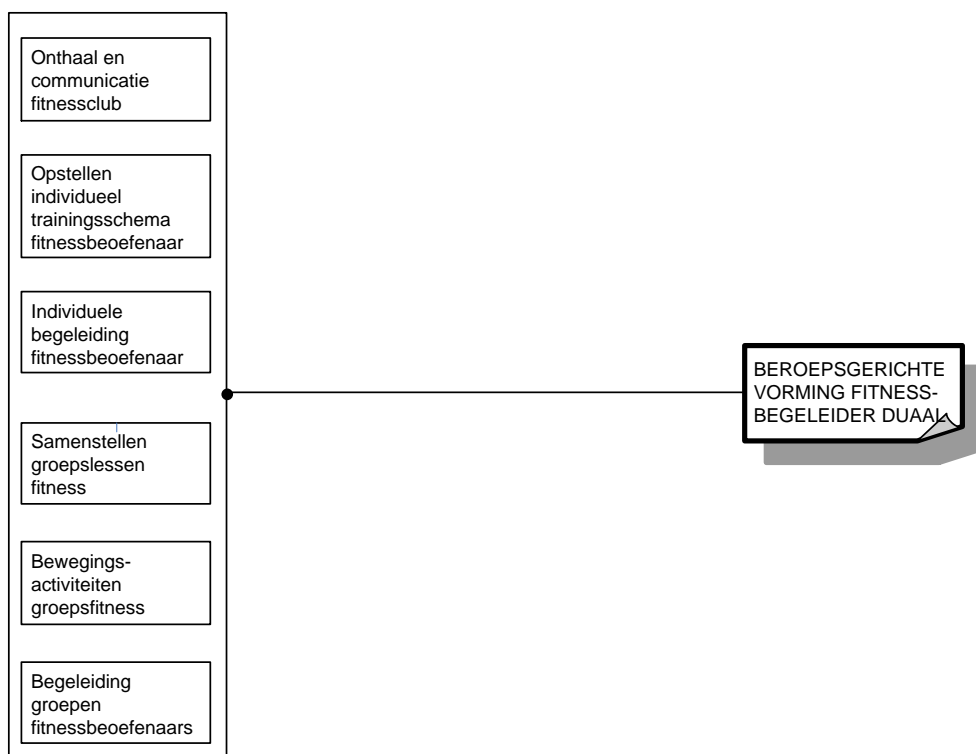 Onthaal en
communicatie
fitnessclub
Opstellen
individueel
trainingsschema
fitnessbeoefenaar
Individuele
begeleiding
fitnessbeoefenaar
Samenstellen
groepslessen
fitness
Bewegings-
activiteiten
groepsfitness
Begeleiding
groepen
fitnessbeoefenaars
BEROEPSGERICHTE
VORMING FITNESS-
BEGELEIDER DUAAL